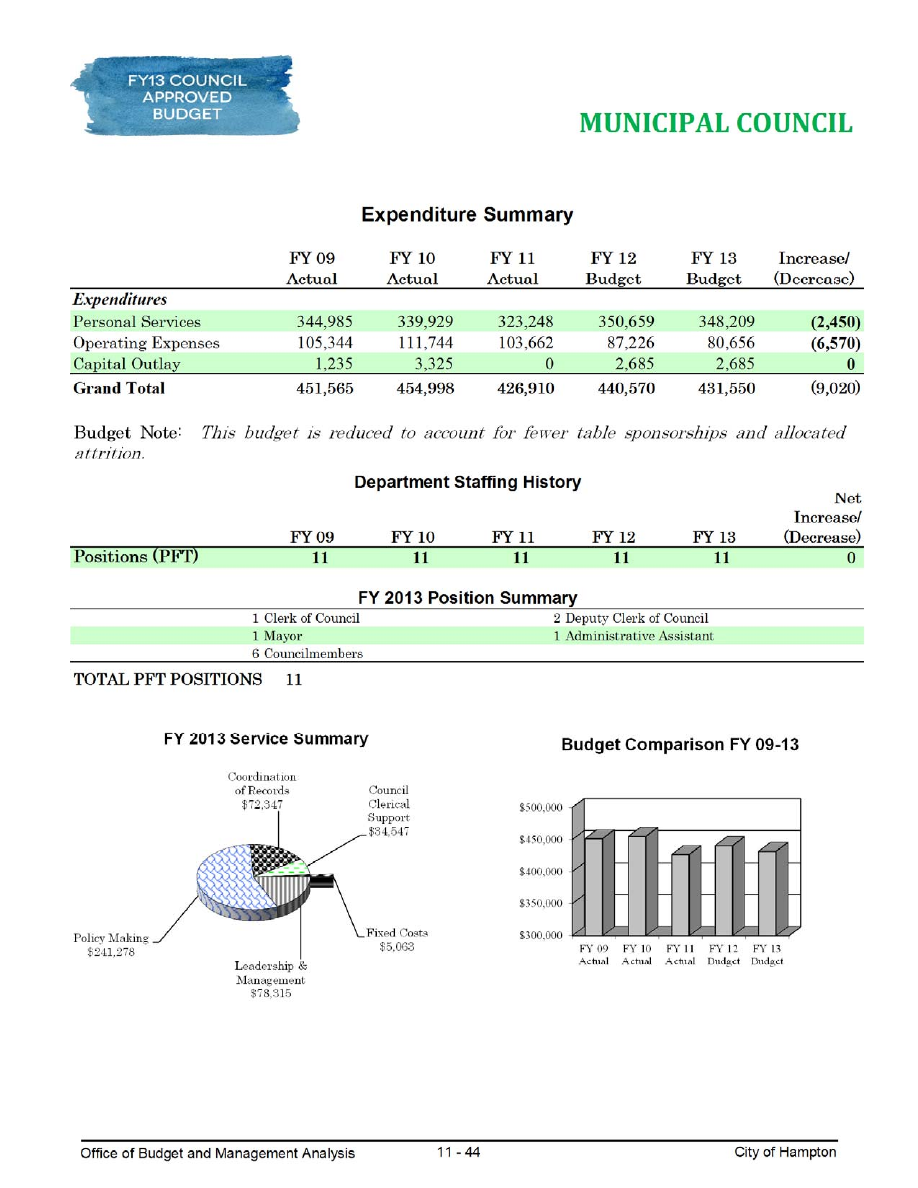 FY13 COUNCIL
APPROVED
BUDGET
MUNICIPAL COUNCIL
Expenditure Summary
FY 09 FY 10 FY 11 FY 12 FY 13 Increase/
Actual Actual Actual Budget Budget (Decrease)
Expenditures
Personal Services 344,985 339,929 323,248 350,659 348,209 (2,450)
Operating Expenses 105,344 111,744 103,662 87,226 80,656 (6,570)
Capital Outlay 1,235 3,325 0 2,685 2,685 0
Grand Total 451,565 454,998 426,910 440,570 431,550 (9,020)
Budget Note: This budget is reduced to account for fewer table sponsorships and allocated
attrition.
Department Staffing History
Net
Increase/
FY 09 FY 10 FY 11 FY 12 FY 13 (Decrease)
Positions (PFT) 11 11 11 11 11 0
FY 2013 Position Summary
1 Clerk of Council 2 Deputy Clerk of Council
1 Mayor 1 Administrative Assistant
6 Councilmembers
TOTAL PFT POSITIONS 11
FY 2013 Service Summary
Coordination
of Records
$72,347
Council
Clerical
Support
$34,547
Policy Making
$241,278
Fixed Costs
$5,063
Leadership &
Management
$78,315
Budget Comparison FY 09-13
$500,000
$450,000
$400,000
$350,000
$300,000
FY 09 FY 10 FY 11 FY 12 FY 13
Actual Actual Actual Budget Budget
Office of Budget and Management Analysis 11 - 44 City of Hampton